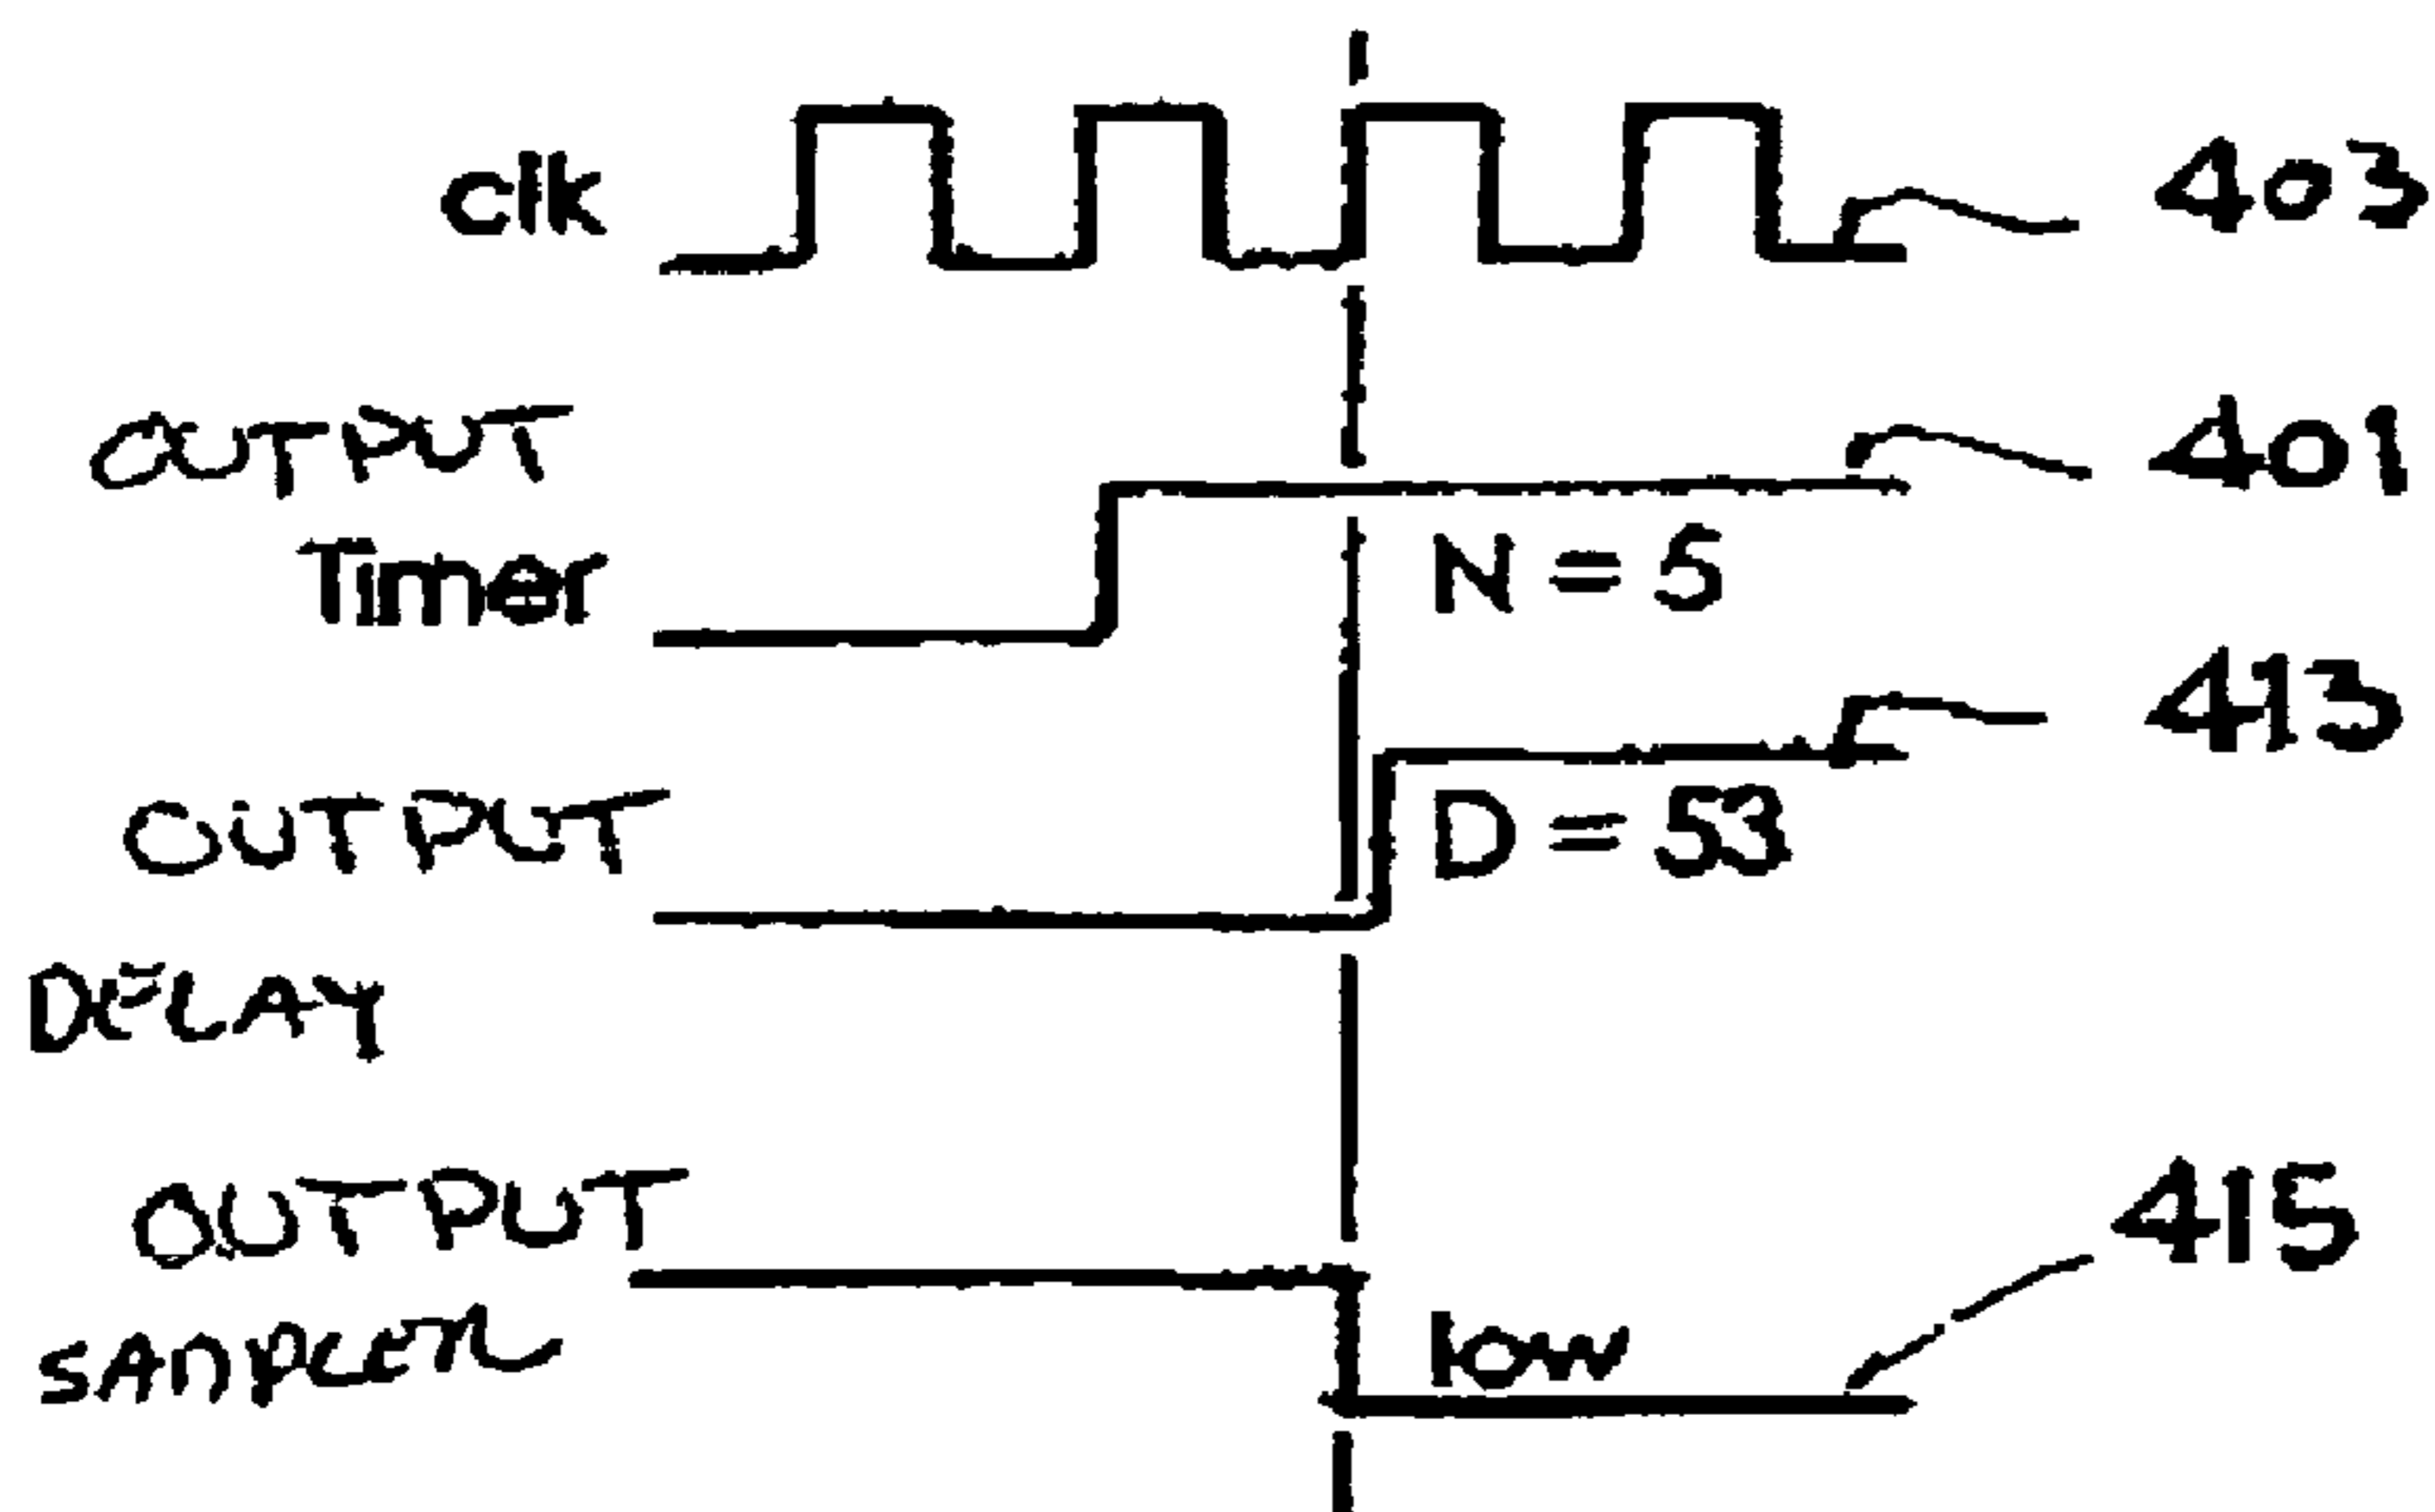 clk 403
OUTPUT 401
Timer N = 5
413
OUTPUT D = 53
DELAY
OUTPUT 415
SAMPLER low